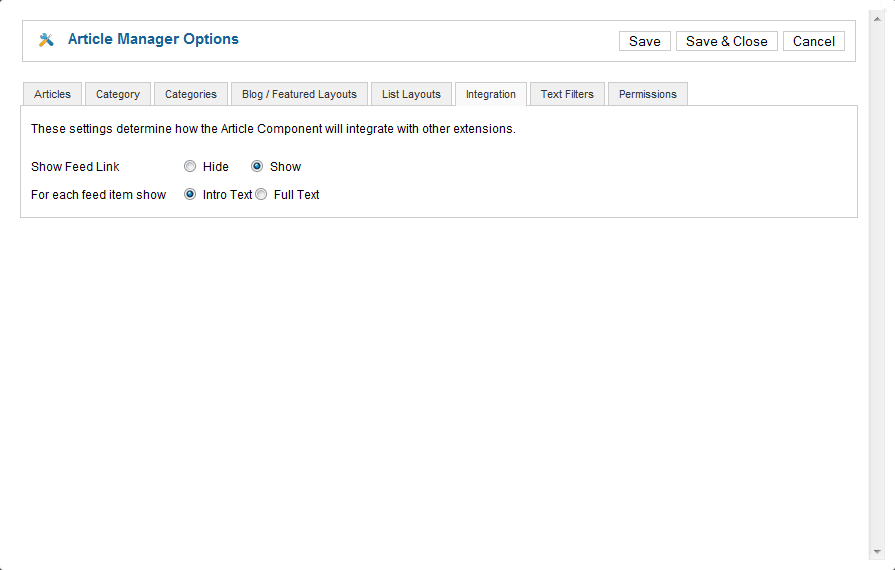 Article Manager Options
Save Save & Close Cancel
Articles Category Categories Blog / Featured Layouts List Layouts Integration Text Filters Permissions
These settings determine how the Article Component will integrate with other extensions.
Show Feed Link Hide Show
For each feed item show Intro Text Full Text